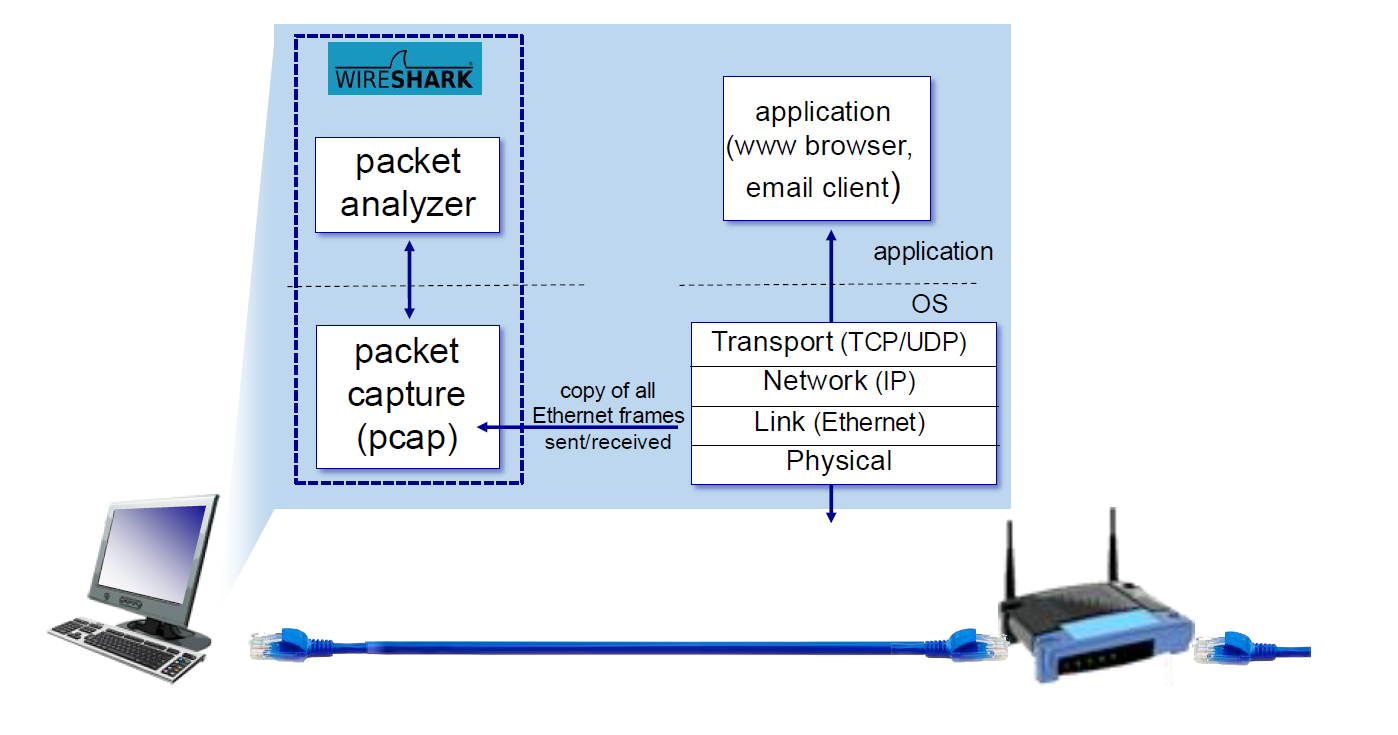 WIRESHARK
packet
analyzer
packet
capture
(pcap)
copy of all
Ethernet frames
sent/received
application
(www browser,
email client)
application
OS
Transport (TCP/UDP)
Network (IP)
Link (Ethernet)
Physical